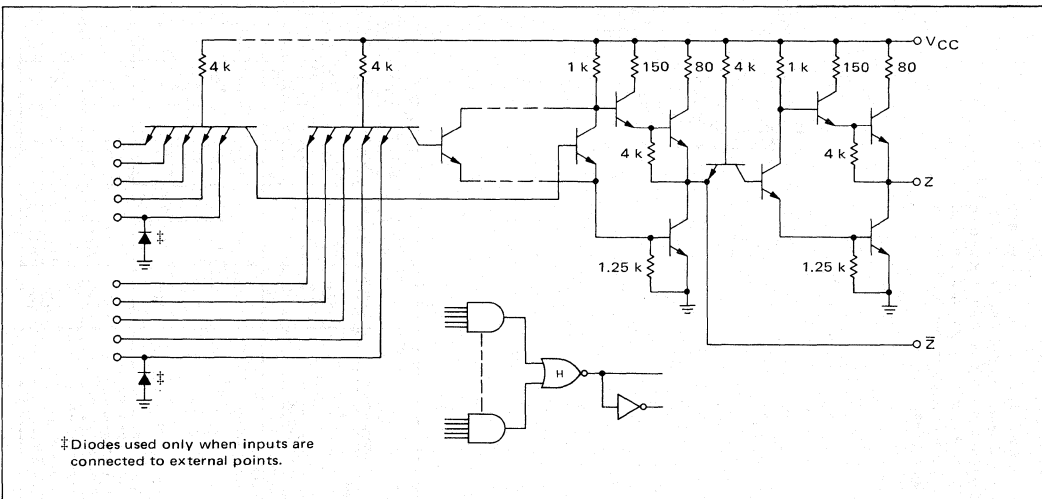 VCC
4 k 4 k 1 k 150 80 4 k 1 k 150 80
4 k 4 k
Z
‡
1.25 k 1.25 k
Z̅
H
‡
‡Diodes used only when inputs are
connected to external points.